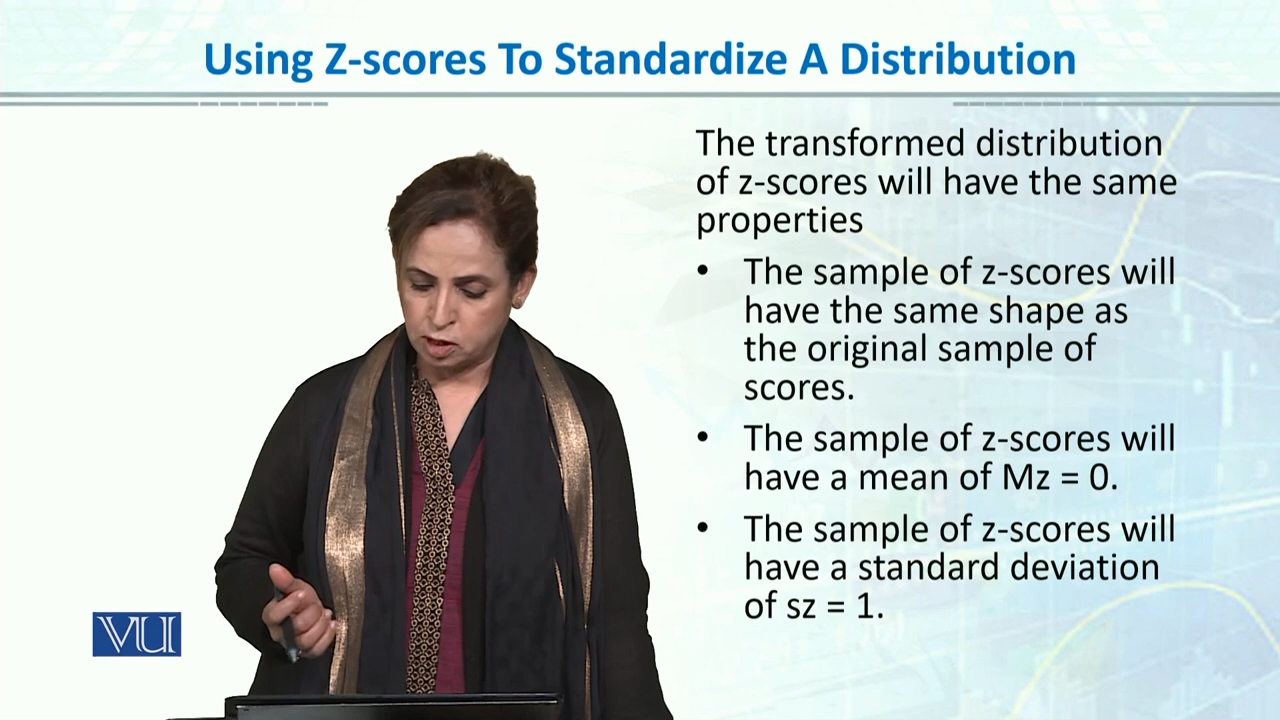 Using Z-scores To Standardize A Distribution
The transformed distribution
of z-scores will have the same
properties
• The sample of z-scores will
have the same shape as
the original sample of
scores.
• The sample of z-scores will
have a mean of Mz = 0.
• The sample of z-scores will
have a standard deviation
of sz = 1.
VU